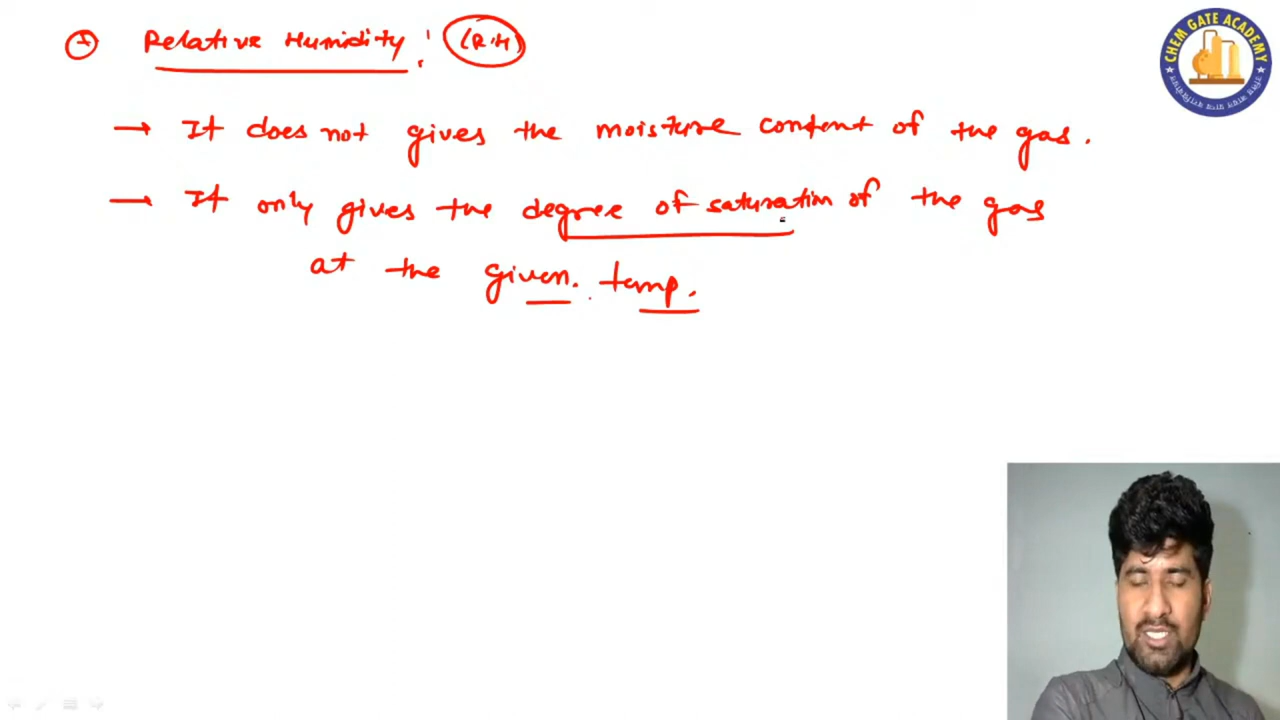 Relative Humidity : (R.H)
→ It does not gives the moisture content of the gas.
→ It only gives the degree of saturation of the gas
at the given. temp.
CHEM GATE ACADEMY